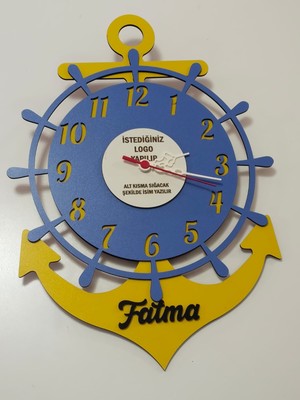 12
1
2
3
4
5
6
7
8
9
10
11
İSTEDİĞİNİZ
LOGO
YAPILIR
ALT KISMA SIĞACAK
ŞEKİLDE İSİM YAZILIR
Fatma